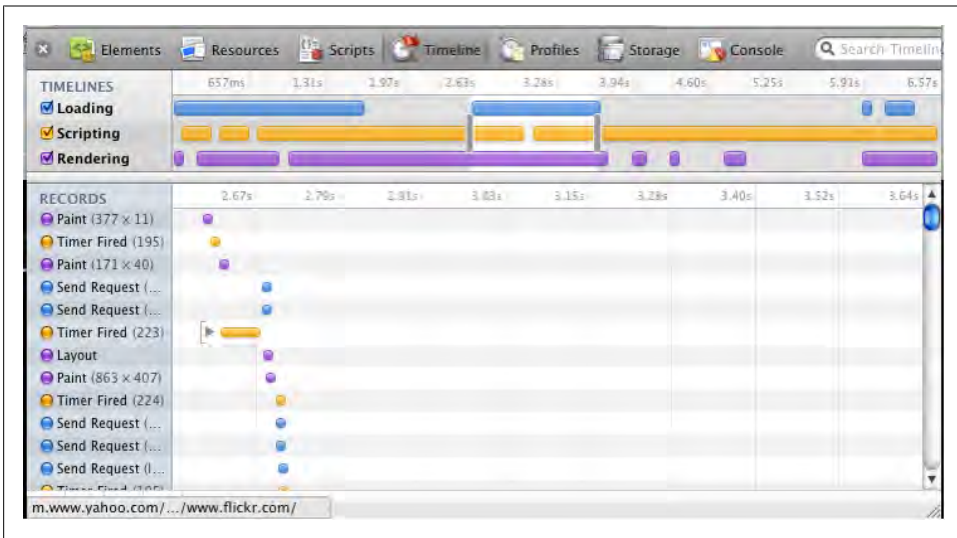 Elements Resources Scripts Timeline Profiles Storage Console Search Timelin
TIMELINES 657ms 1.31s 1.97s 2.63s 3.28s 3.94s 4.60s 5.25s 5.91s 6.57s
Loading
Scripting
Rendering
RECORDS 2.67s 2.79s 2.91s 3.03s 3.15s 3.28s 3.40s 3.52s 3.64s
Paint (377 × 11)
Timer Fired (195)
Paint (171 × 40)
Send Request (...
Send Request (...
Timer Fired (223)
Layout
Paint (863 × 407)
Timer Fired (224)
Send Request (...
Send Request (...
Send Request (l...
Timer Fired (195)
m.www.yahoo.com/.../www.flickr.com/